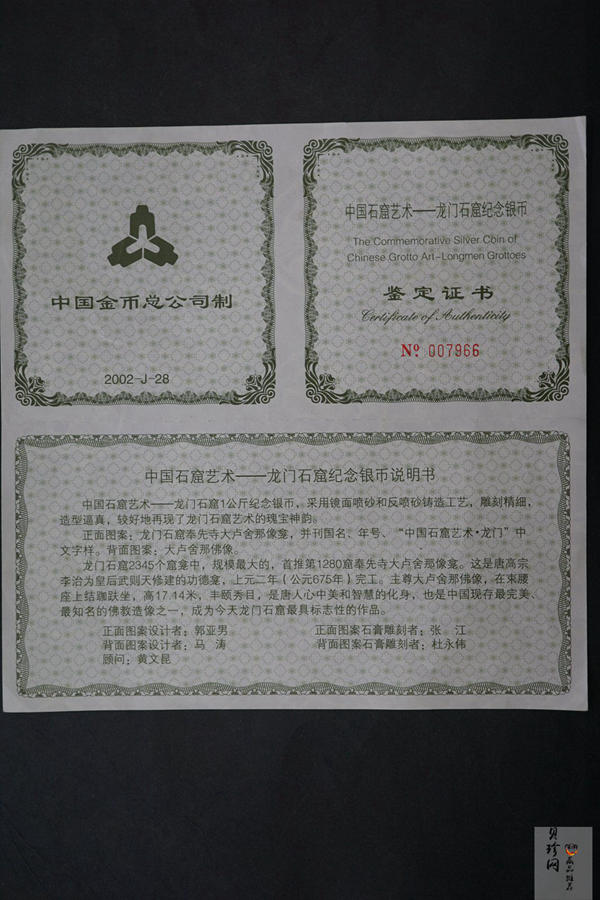 中国金币总公司制
2002-J-28
中国石窟艺术——龙门石窟纪念银币
The Commemorative Silver Coin of
Chinese Grotto Art-Longmen Grottoes
鉴定证书
Certificate of Authenticity
Nº 007966
中国石窟艺术——龙门石窟纪念银币说明书
中国石窟艺术——龙门石窟1公斤纪念银币，采用镜面喷砂和反喷砂铸造工艺，雕刻精细，
造型逼真，较好地再现了龙门石窟艺术的瑰宝神韵。
正面图案：龙门石窟奉先寺大卢舍那像龛，并刊国名、年号、“中国石窟艺术·龙门”中
文字样。背面图案：大卢舍那佛像。
龙门石窟2345个窟龛中，规模最大的，首推第1280窟奉先寺大卢舍那像龛。这是唐高宗
李治为皇后武则天修建的功德龛，上元二年（公元675年）完工。主尊大卢舍那佛像，在束腰
座上结跏趺坐，高17.14米，丰颐秀目，是唐人心中美和智慧的化身，也是中国现存最完美、
最知名的佛教造像之一，成为今天龙门石窟最具标志性的作品。
正面图案设计者：郭亚男 正面图案石膏雕刻者：张 江
背面图案设计者：马 涛 背面图案石膏雕刻者：杜永伟
顾问：黄文昆
贝珍网
藏品推荐